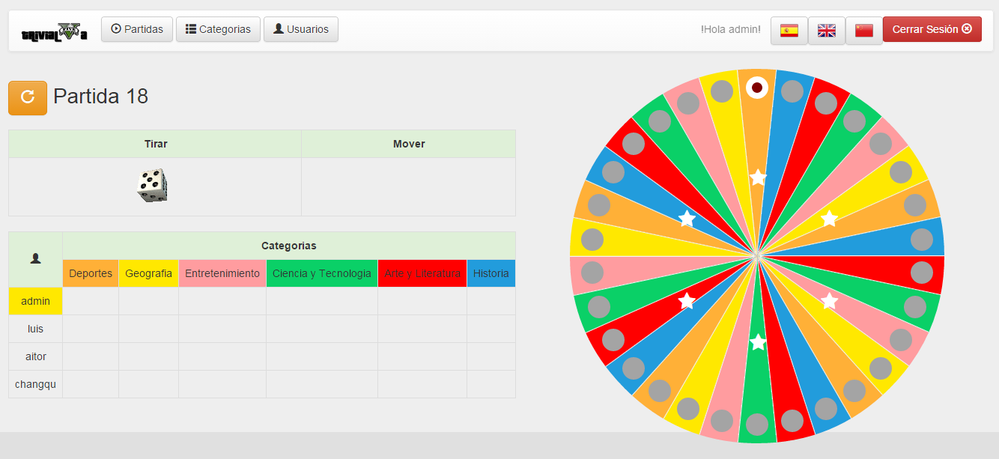 trivial FIVE a
Partidas
Categorias
Usuarios
!Hola admin!
Cerrar Sesión
Partida 18
Tirar
Mover
Categorias
Deportes
Geografía
Entretenimiento
Ciencia y Tecnología
Arte y Literatura
Historia
admin
luis
aitor
changqu